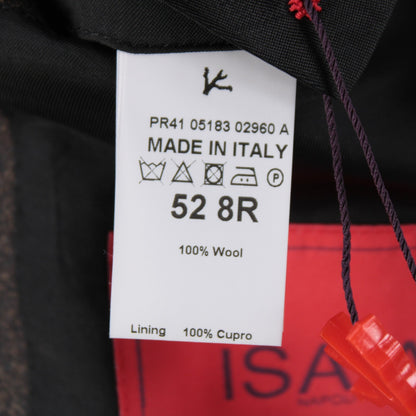 PR41 05183 02960 A
MADE IN ITALY
52 8R
100% Wool
Lining 100% Cupro